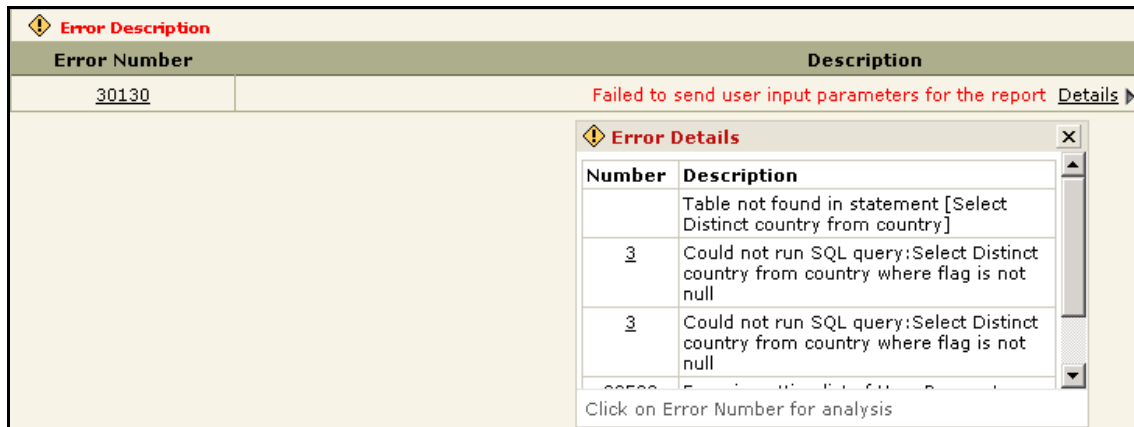 Error Description
Error Number Description
30130 Failed to send user input parameters for the report Details
Error Details
Number Description
Table not found in statement [Select
Distinct country from country]
3 Could not run SQL query:Select Distinct
country from country where flag is not
null
3 Could not run SQL query:Select Distinct
country from country where flag is not
null
Click on Error Number for analysis